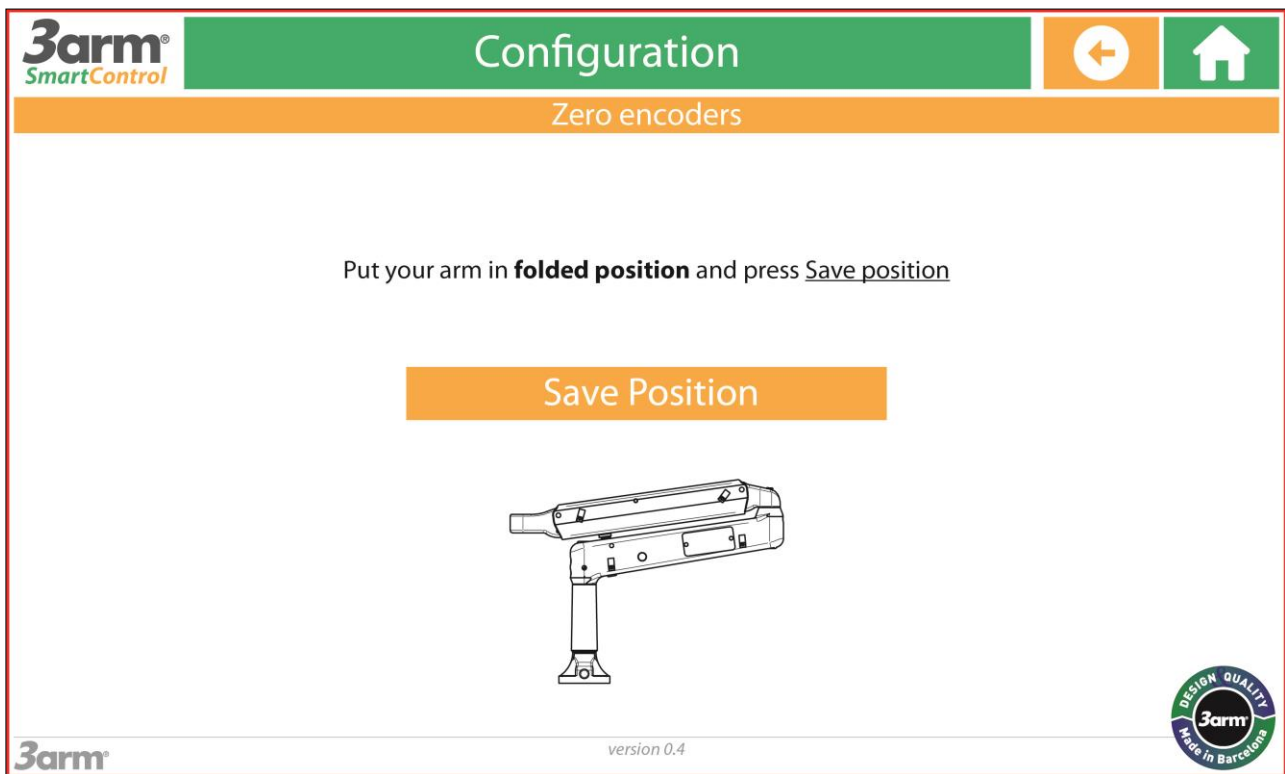 3arm®
SmartControl
Configuration
Zero encoders
Put your arm in folded position and press Save position
Save Position
DESIGN QUALITY
3arm
Made in Barcelona
3arm®
version 0.4